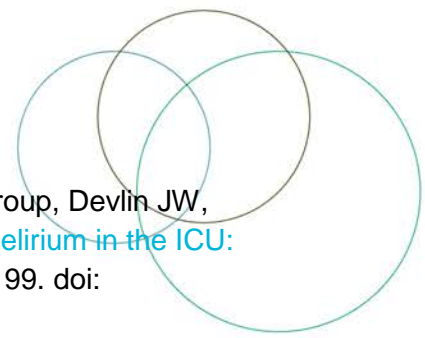 roup, Devlin JW,
elirium in the ICU:
99. doi: